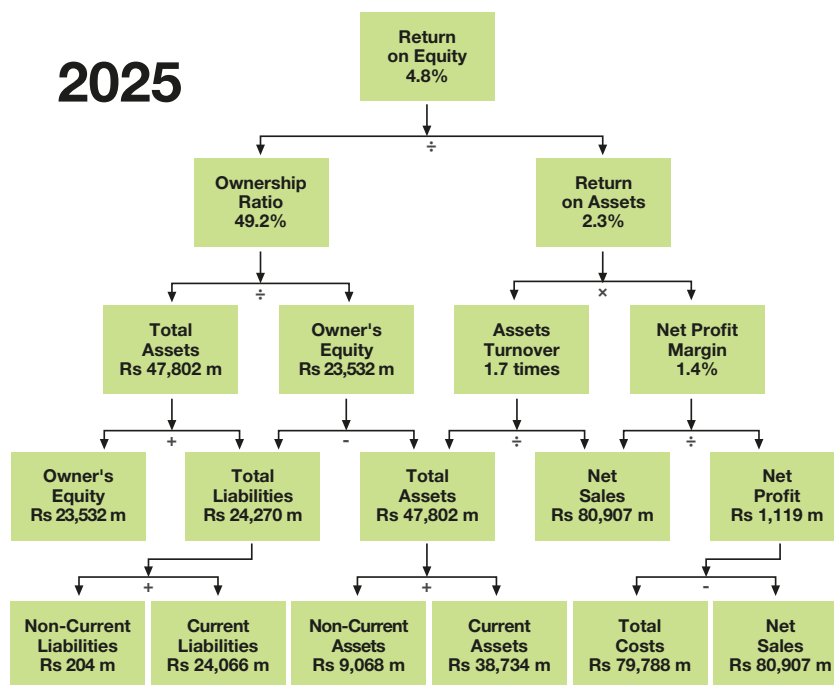 2025
Return
on Equity
4.8%
÷
Ownership
Ratio
49.2%
Return
on Assets
2.3%
÷
×
Total
Assets
Rs 47,802 m
Owner's
Equity
Rs 23,532 m
Assets
Turnover
1.7 times
Net Profit
Margin
1.4%
+
-
÷
÷
Owner's
Equity
Rs 23,532 m
Total
Liabilities
Rs 24,270 m
Total
Assets
Rs 47,802 m
Net
Sales
Rs 80,907 m
Net
Profit
Rs 1,119 m
+
+
-
Non-Current
Liabilities
Rs 204 m
Current
Liabilities
Rs 24,066 m
Non-Current
Assets
Rs 9,068 m
Current
Assets
Rs 38,734 m
Total
Costs
Rs 79,788 m
Net
Sales
Rs 80,907 m